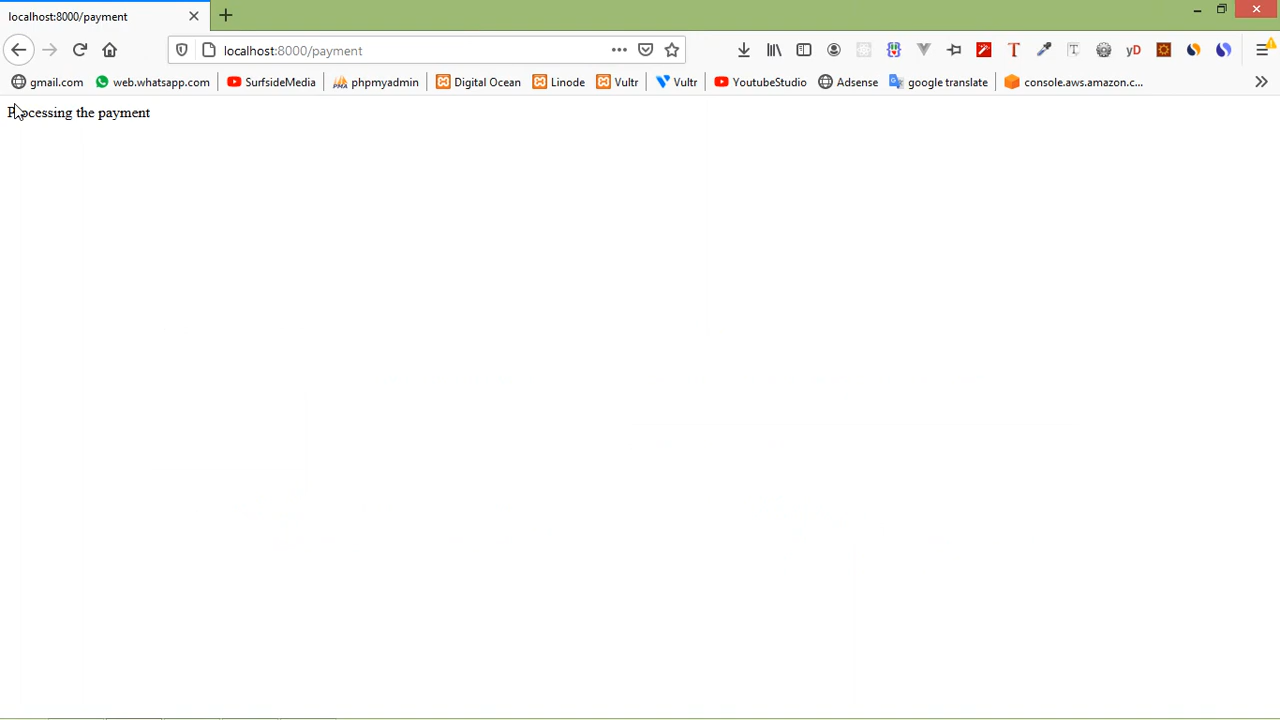 localhost:8000/payment
localhost:8000/payment
gmail.com web.whatsapp.com SurfsideMedia phpmyadmin Digital Ocean Linode Vultr Vultr YoutubeStudio Adsense google translate console.aws.amazon.c...
Processing the payment